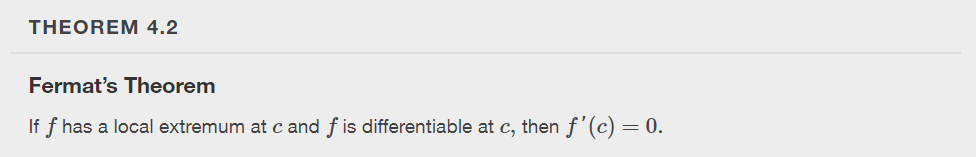 THEOREM 4.2
Fermat’s Theorem
If f has a local extremum at c and f is differentiable at c, then f′(c) = 0.